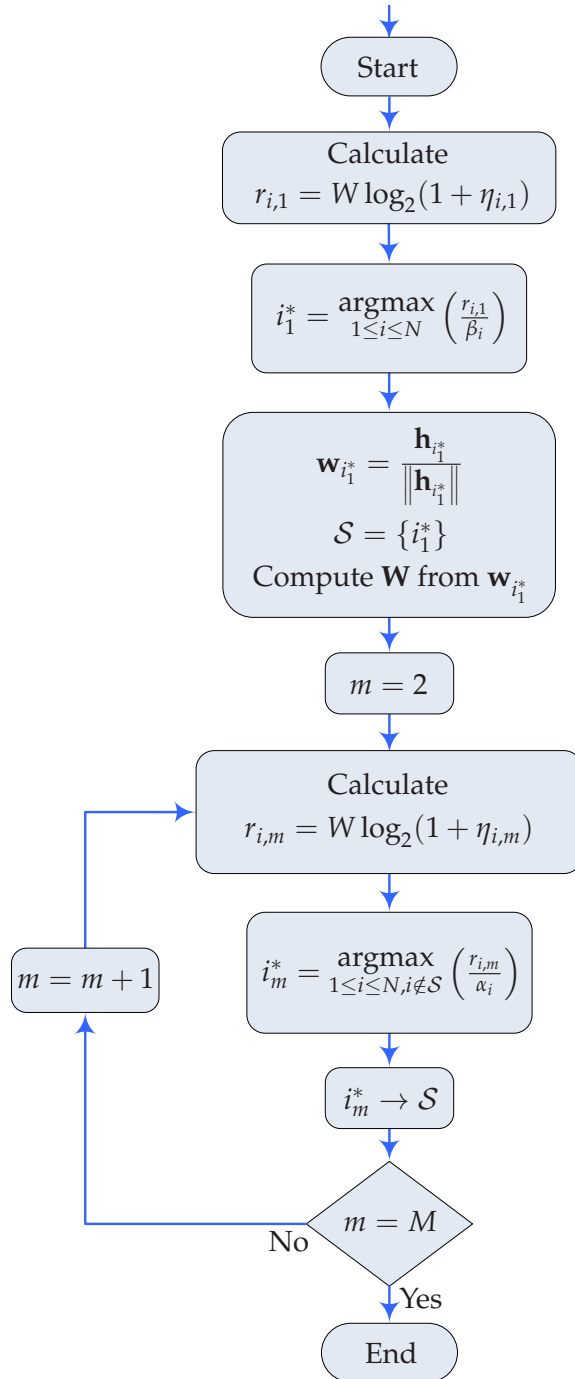 Start
Calculate
r_{i,1} = W log_2(1 + η_{i,1})
i_1^* = argmax_{1≤i≤N} (r_{i,1}/β_i)
w_{i_1^*} = h_{i_1^*}/‖h_{i_1^*}‖
𝒮 = {i_1^*}
Compute W from w_{i_1^*}
m = 2
Calculate
r_{i,m} = W log_2(1 + η_{i,m})
i_m^* = argmax_{1≤i≤N,i∉𝒮} (r_{i,m}/α_i)
m = m + 1
i_m^* → 𝒮
m = M
No
Yes
End